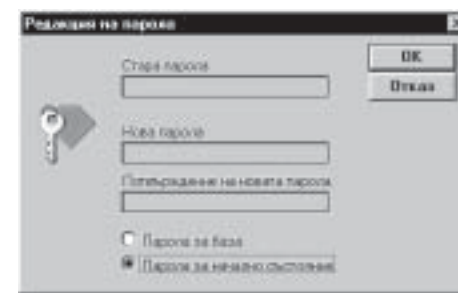 Редакция на парола
Стара парола
OK
Отказ
Нова парола
Потвърждение на новата парола
Парола за база
Парола за начално състояние